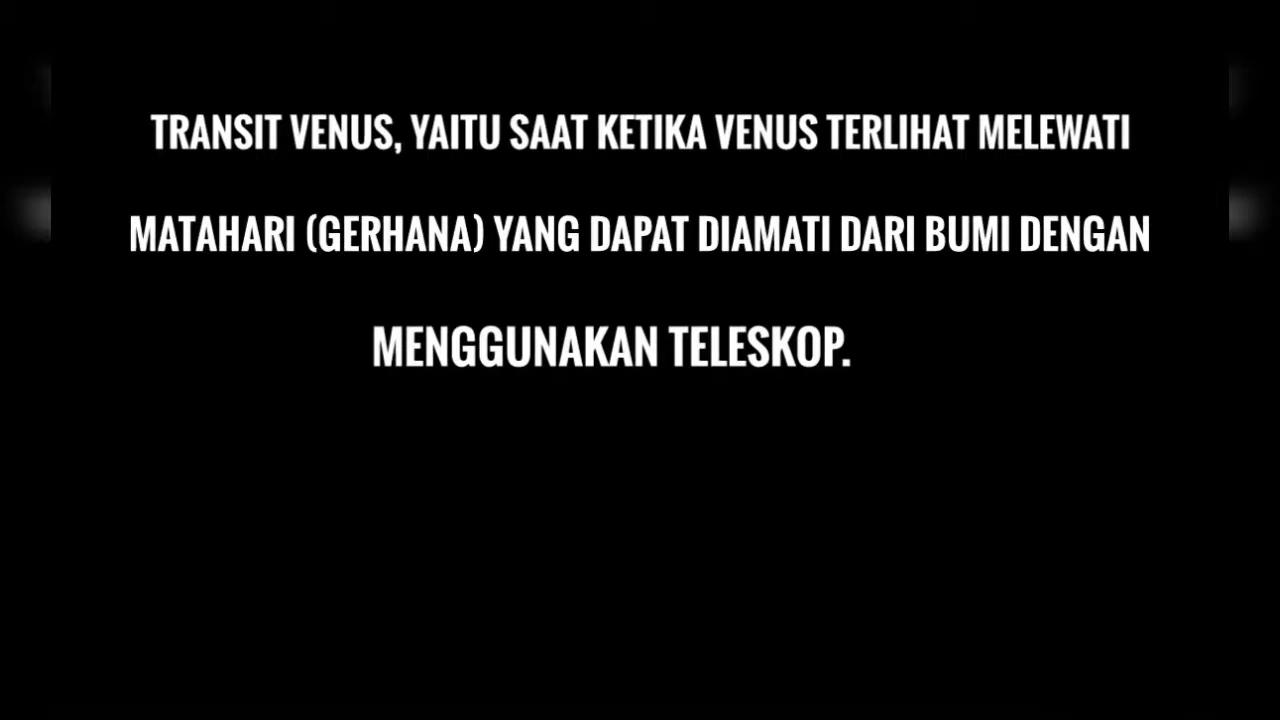 TRANSIT VENUS, YAITU SAAT KETIKA VENUS TERLIHAT MELEWATI
MATAHARI (GERHANA) YANG DAPAT DIAMATI DARI BUMI DENGAN
MENGGUNAKAN TELESKOP.